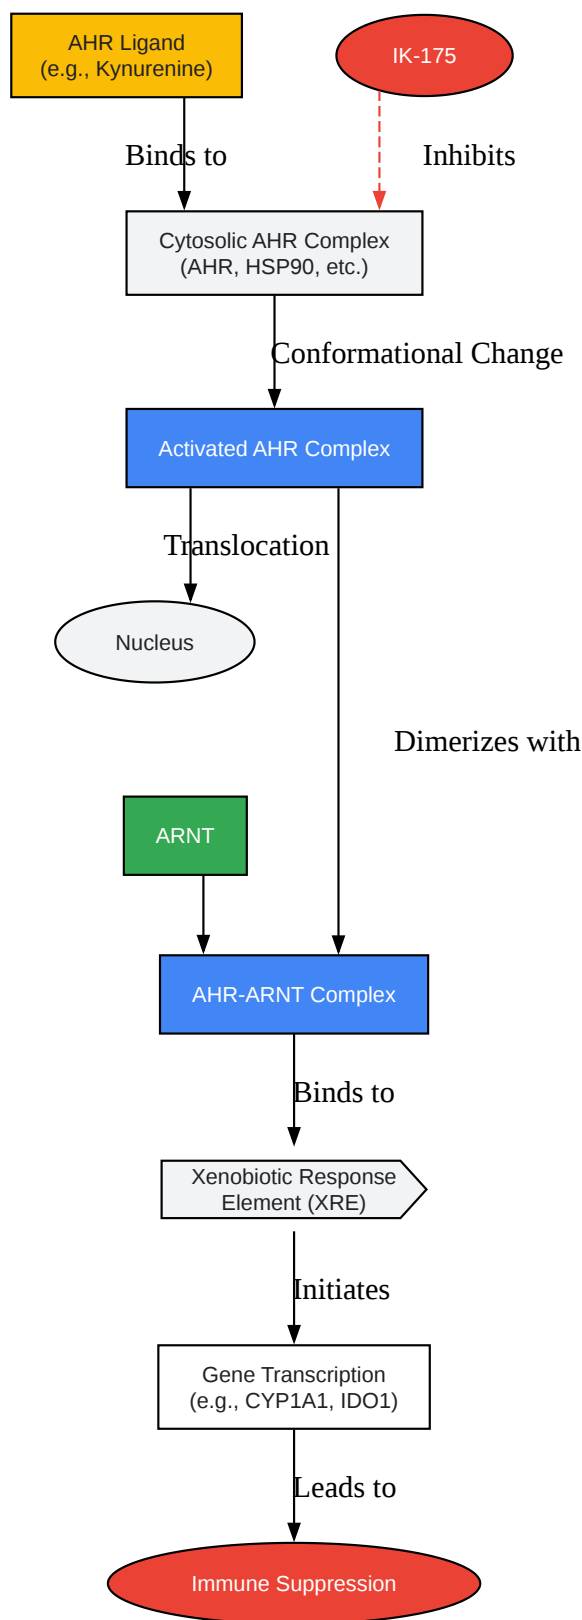 AHR Ligand
(e.g., Kynurenine)
IK-175
Binds to
Inhibits
Cytosolic AHR Complex
(AHR, HSP90, etc.)
Conformational Change
Activated AHR Complex
Translocation
Nucleus
Dimerizes with
ARNT
AHR-ARNT Complex
Binds to
Xenobiotic Response
Element (XRE)
Initiates
Gene Transcription
(e.g., CYP1A1, IDO1)
Leads to
Immune Suppression